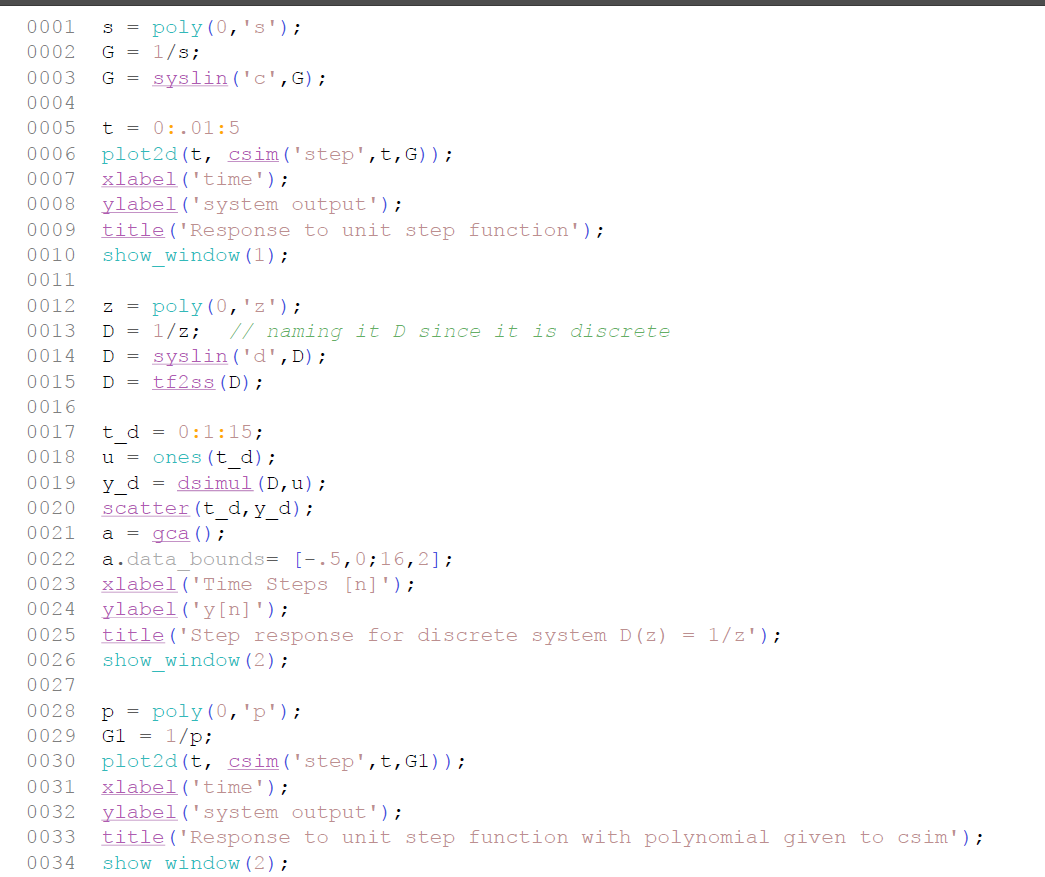 0001 s = poly(0,'s');
0002 G = 1/s;
0003 G = syslin('c',G);
0004
0005 t = 0:.01:5
0006 plot2d(t, csim('step',t,G));
0007 xlabel('time');
0008 ylabel('system output');
0009 title('Response to unit step function');
0010 show_window(1);
0011
0012 z = poly(0,'z');
0013 D = 1/z;  // naming it D since it is discrete
0014 D = syslin('d',D);
0015 D = tf2ss(D);
0016
0017 t_d = 0:1:15;
0018 u = ones(t_d);
0019 y_d = dsimul(D,u);
0020 scatter(t_d,y_d);
0021 a = gca();
0022 a.data_bounds= [-.5,0;16,2];
0023 xlabel('Time Steps [n]');
0024 ylabel('y[n]');
0025 title('Step response for discrete system D(z) = 1/z');
0026 show_window(2);
0027
0028 p = poly(0,'p');
0029 G1 = 1/p;
0030 plot2d(t, csim('step',t,G1));
0031 xlabel('time');
0032 ylabel('system output');
0033 title('Response to unit step function with polynomial given to csim');
0034 show_window(2);